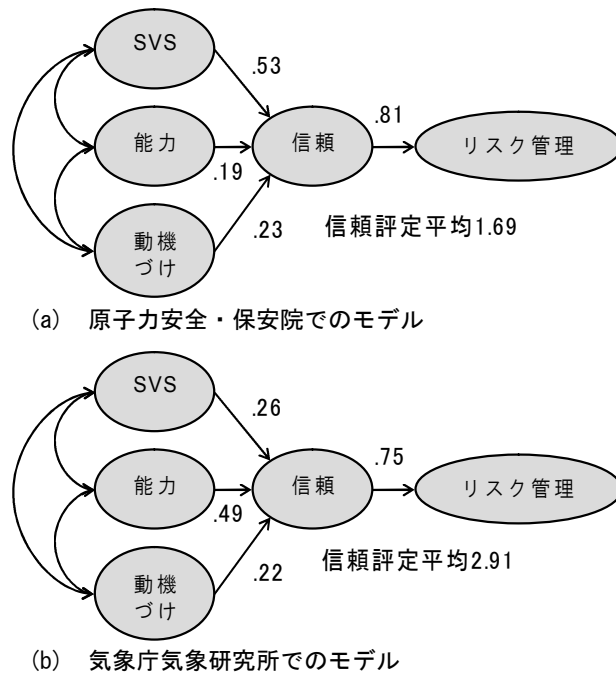 SVS
.53
能力
.19
信頼
.81
リスク管理
動機
づけ
.23
信頼評定平均1.69
(a) 原子力安全・保安院でのモデル
SVS
.26
能力
.49
信頼
.75
リスク管理
動機
づけ
.22
信頼評定平均2.91
(b) 気象庁気象研究所でのモデル